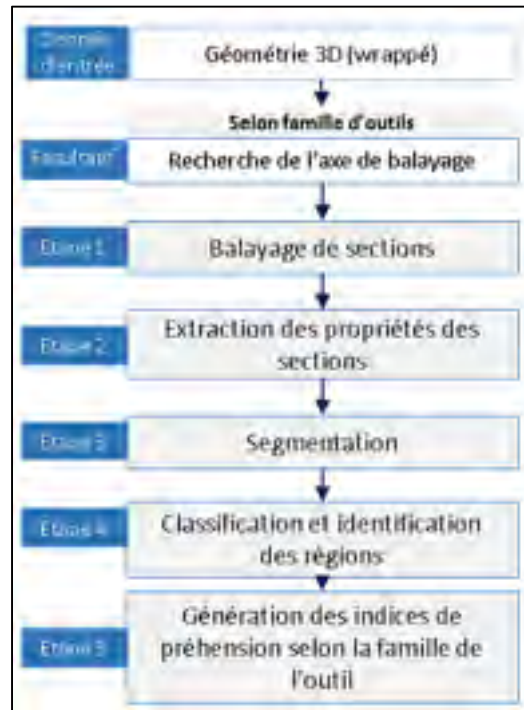 Donnée
d'entrée
Géométrie 3D (wrappé)
Selon famille d'outils
Facultatif
Recherche de l'axe de balayage
Etape 1
Balayage de sections
Etape 2
Extraction des propriétés des
sections
Etape 3
Segmentation
Etape 4
Classification et identification
des régions
Etape 5
Génération des indices de
préhension selon la famille de
l'outil